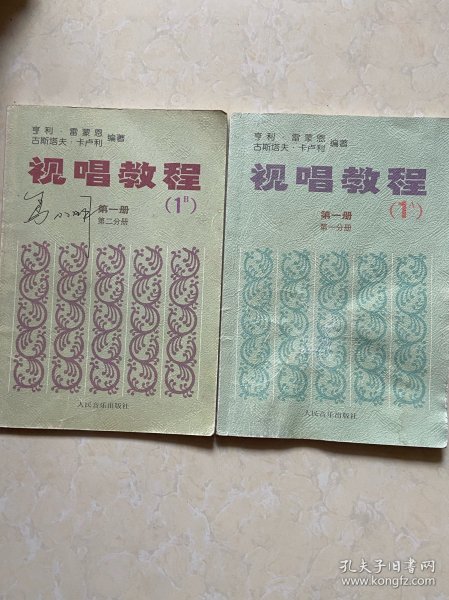 亨利·雷蒙恩
古斯塔夫·卡卢利
编著
视唱教程
(1B)
第一册
第二分册
人民音乐出版社
亨利·雷蒙恩
古斯塔夫·卡卢利
编著
视唱教程
(1A)
第一册
第一分册
人民音乐出版社
孔夫子旧书网
www.kongfz.com